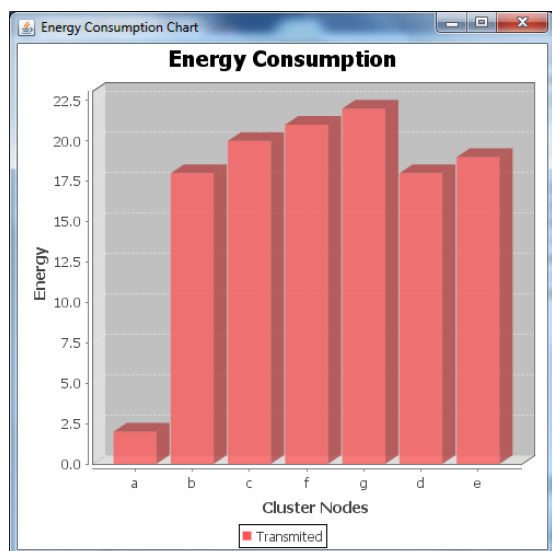 Energy Consumption Chart
Energy Consumption
22.5
20.0
17.5
15.0
12.5
10.0
7.5
5.0
2.5
0.0
Energy
a b c f g d e
Cluster Nodes
Transmited